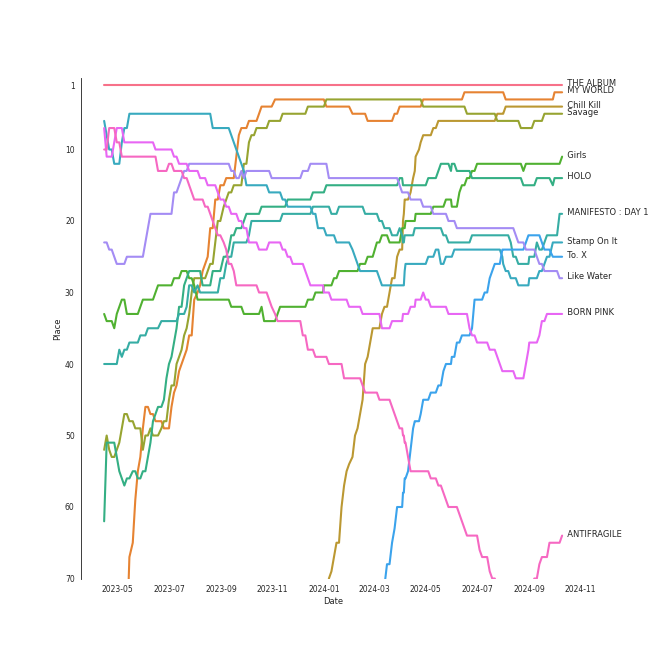 1
10
20
30
40
50
60
70
Place
2023-05
2023-07
2023-09
2023-11
2024-01
2024-03
2024-05
2024-07
2024-09
2024-11
Date
THE ALBUM
MY WORLD
Chill Kill
Savage
Girls
HOLO
MANIFESTO : DAY 1
Stamp On It
To. X
Like Water
BORN PINK
ANTIFRAGILE